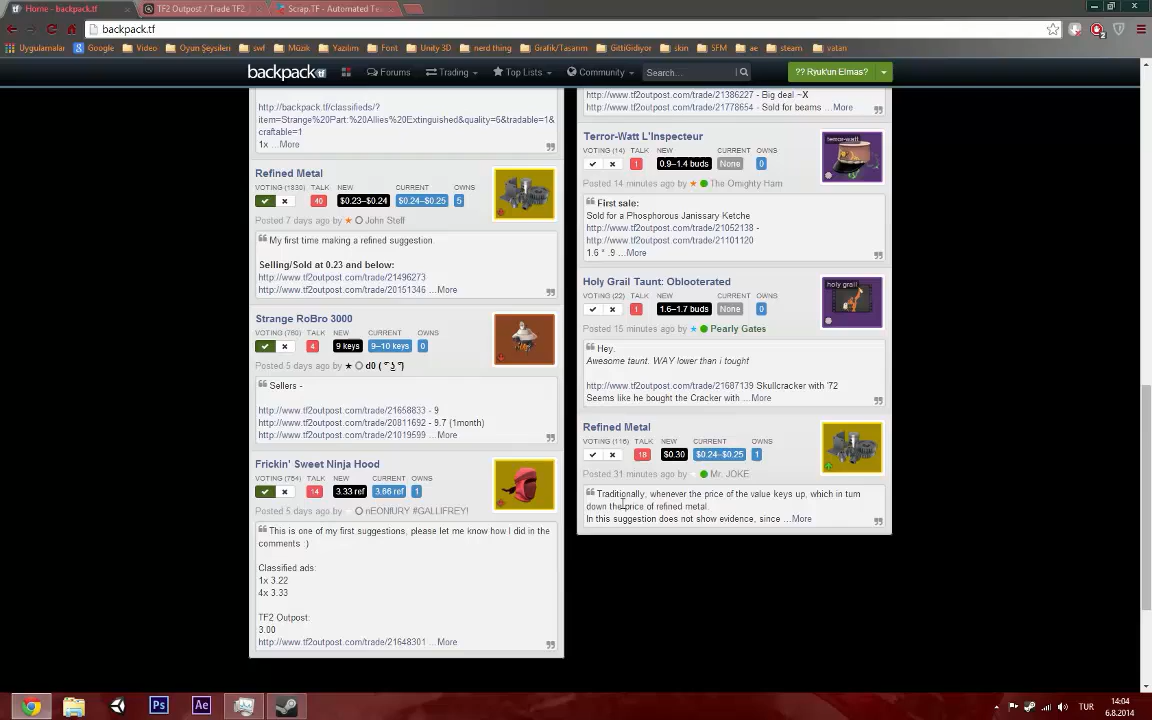 Home - backpack.tf
TF2 Outpost / Trade TF2
Scrap.TF - Automated Te
backpack.tf
Uygulamalar
Google
Video
Oyun Şeysileri
swf
Müzik
Yazılım
Font
Unity 3D
nerd thing
Grafik/Tasarım
GittiGidiyor
skin
SFM
ae
steam
vatan
backpack.tf
Forums
Trading
Top Lists
Community
Search...
?? Ryuk'un Elmas?
http://backpack.tf/classifieds/?
item=Strange%20Part:%20Allies%20Extinguished&quality=6&tradable=1&
craftable=1
1x ...More
Refined Metal
VOTING (1830) TALK NEW CURRENT OWNS
40 $0.23–$0.24 $0.24–$0.25 5
Posted 7 days ago by John Stelf
My first time making a refined suggestion
Selling/Sold at 0.23 and below:
http://www.tf2outpost.com/trade/21496273
http://www.tf2outpost.com/trade/20151346 ...More
Strange RoBro 3000
VOTING (760) TALK NEW CURRENT OWNS
4 9 keys 9–10 keys 0
Posted 5 days ago by d0 ( ͡° ͜ʖ ͡°)
Sellers -
http://www.tf2outpost.com/trade/21658833 - 9
http://www.tf2outpost.com/trade/20811692 - 9.7 (1month)
http://www.tf2outpost.com/trade/21019599 ...More
Frickin' Sweet Ninja Hood
VOTING (754) TALK NEW CURRENT OWNS
14 3.33 ref 3.66 ref 1
Posted 5 days ago by nEON!URY #GALLIFREY!
This is one of my first suggestions, please let me know how I did in the
comments :)
Classified ads:
1x 3.22
4x 3.33
TF2 Outpost:
3.00
http://www.tf2outpost.com/trade/21648301 ...More
http://www.tf2outpost.com/trade/21386227 - Big deal ~X
http://www.tf2outpost.com/trade/21778654 - Sold for beams ...More
Terror-Watt L'Inspecteur
terror-watt
VOTING (14) TALK NEW CURRENT OWNS
1 0.9–1.4 buds None 0
Posted 14 minutes ago by The Omighty Ham
First sale:
Sold for a Phosphorous Janissary Ketche
http://www.tf2outpost.com/trade/21052138 -
http://www.tf2outpost.com/trade/21101120
1.6 * .9 ...More
Holy Grail Taunt: Oblooterated
holy grail
VOTING (22) TALK NEW CURRENT OWNS
1 1.6–1.7 buds None 0
Posted 15 minutes ago by Pearly Gates
Hey.
Awesome taunt. WAY lower than i tought
http://www.tf2outpost.com/trade/21687139 Skullcracker with '72
Seems like he bought the Cracker with ...More
Refined Metal
VOTING (116) TALK NEW CURRENT OWNS
18 $0.30 $0.24–$0.25 1
Posted 31 minutes ago by Mr. JOKE
Traditionally, whenever the price of the value keys up, which in turn
down the price of refined metal.
In this suggestion does not show evidence, since ...More
Ps
Ae
TUR
14:04
6.8.2014